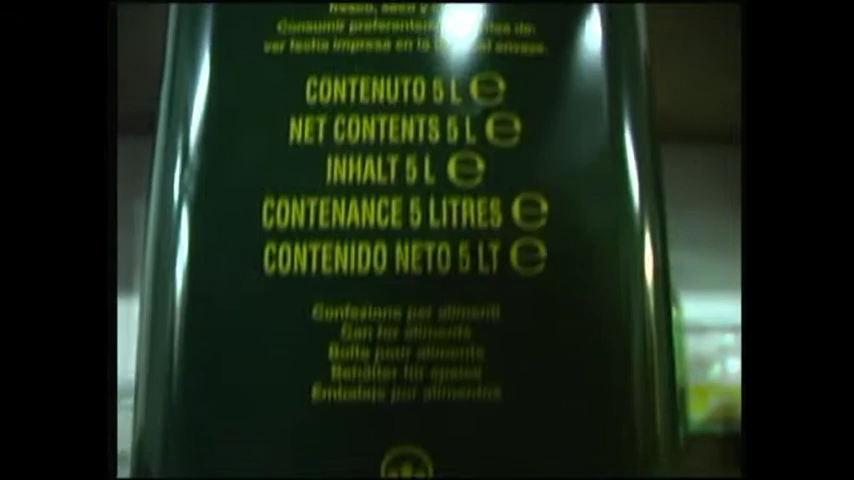 fresco, seco y
Consumir preferentemente antes de:
ver fecha impresa en la del envase.
CONTENUTO 5 L ℮
NET CONTENTS 5 L ℮
INHALT 5 L ℮
CONTENANCE 5 LITRES ℮
CONTENIDO NETO 5 LT ℮
Confezione per alimenti
Can for aliments
Boîte pour aliments
Behälter für speise
Embalaje por alimentos